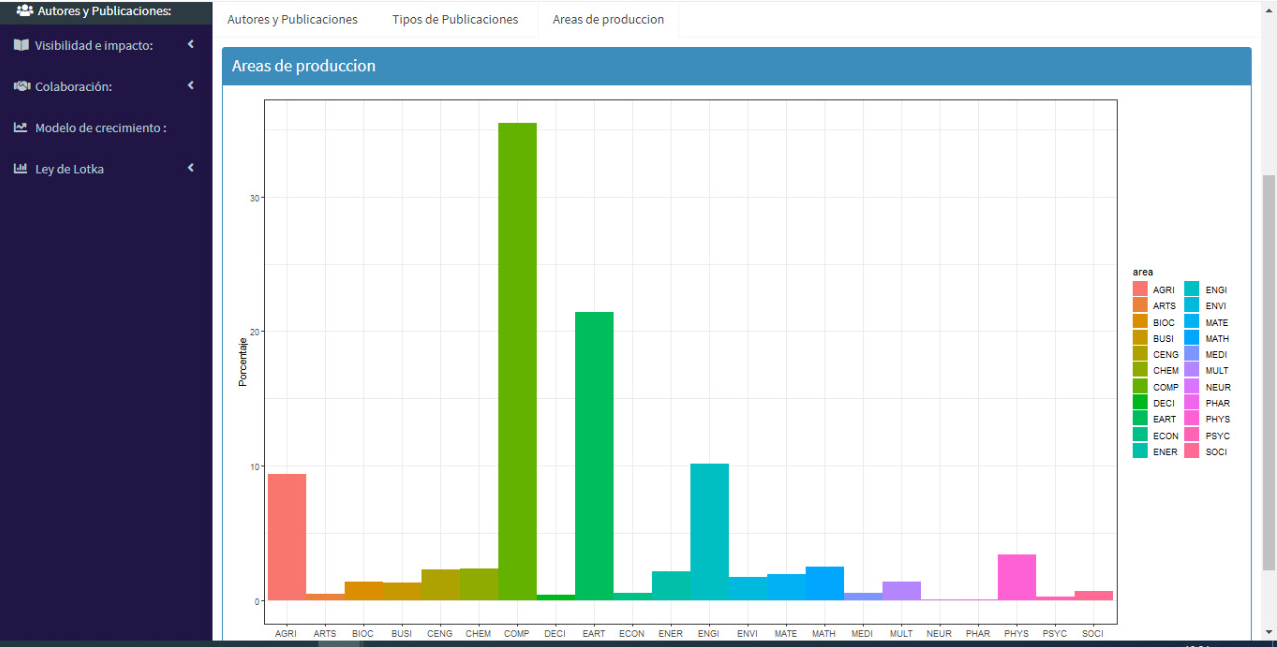 Autores y Publicaciones:
Visibilidad e impacto:
Colaboración:
Modelo de crecimiento :
Ley de Lotka
Autores y Publicaciones
Tipos de Publicaciones
Areas de produccion
Areas de produccion
Porcentaje
30
20
10
0
AGRI ARTS BIOC BUSI CENG CHEM COMP DECI EART ECON ENER ENGI ENVI MATE MATH MEDI MULT NEUR PHAR PHYS PSYC SOCI
area
AGRI ENGI
ARTS ENVI
BIOC MATE
BUSI MATH
CENG MEDI
CHEM MULT
COMP NEUR
DECI PHAR
EART PHYS
ECON PSYC
ENER SOCI